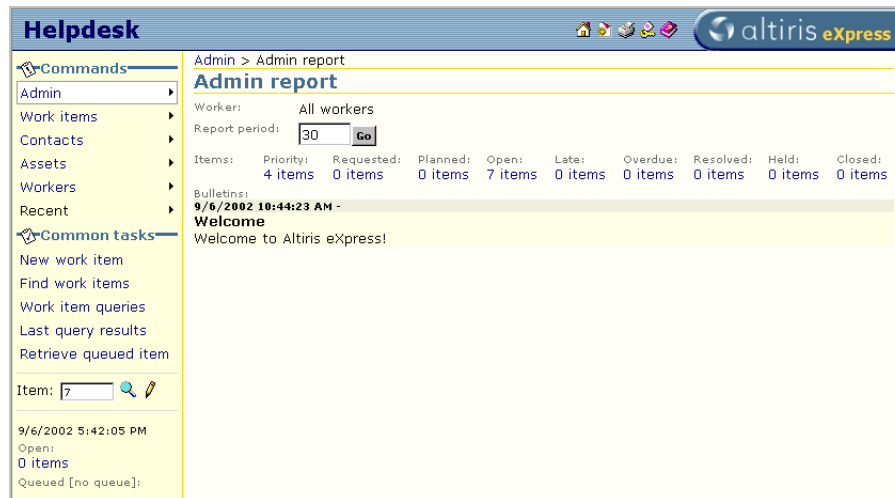 Helpdesk
altiris eXpress
Commands
Admin
Work items
Contacts
Assets
Workers
Recent
Common tasks
New work item
Find work items
Work item queries
Last query results
Retrieve queued item
Item: 7
9/6/2002 5:42:05 PM
Open:
0 items
Queued [no queue]:
Admin > Admin report
Admin report
Worker: All workers
Report period: 30 Go
Items: Priority: Requested: Planned: Open: Late: Overdue: Resolved: Held: Closed:
4 items 0 items 0 items 7 items 0 items 0 items 0 items 0 items 0 items
Bulletins:
9/6/2002 10:44:23 AM -
Welcome
Welcome to Altiris eXpress!